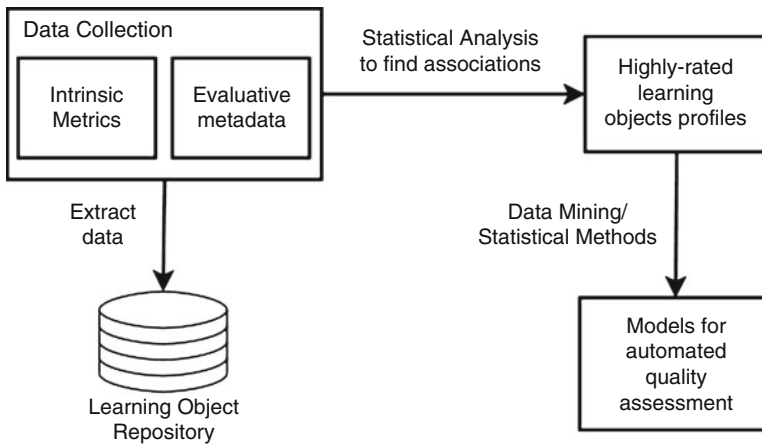 Data Collection
Intrinsic
Metrics
Evaluative
metadata
Statistical Analysis
to find associations
Highly-rated
learning
objects profiles
Extract
data
Data Mining/
Statistical Methods
Learning Object
Repository
Models for
automated
quality
assessment